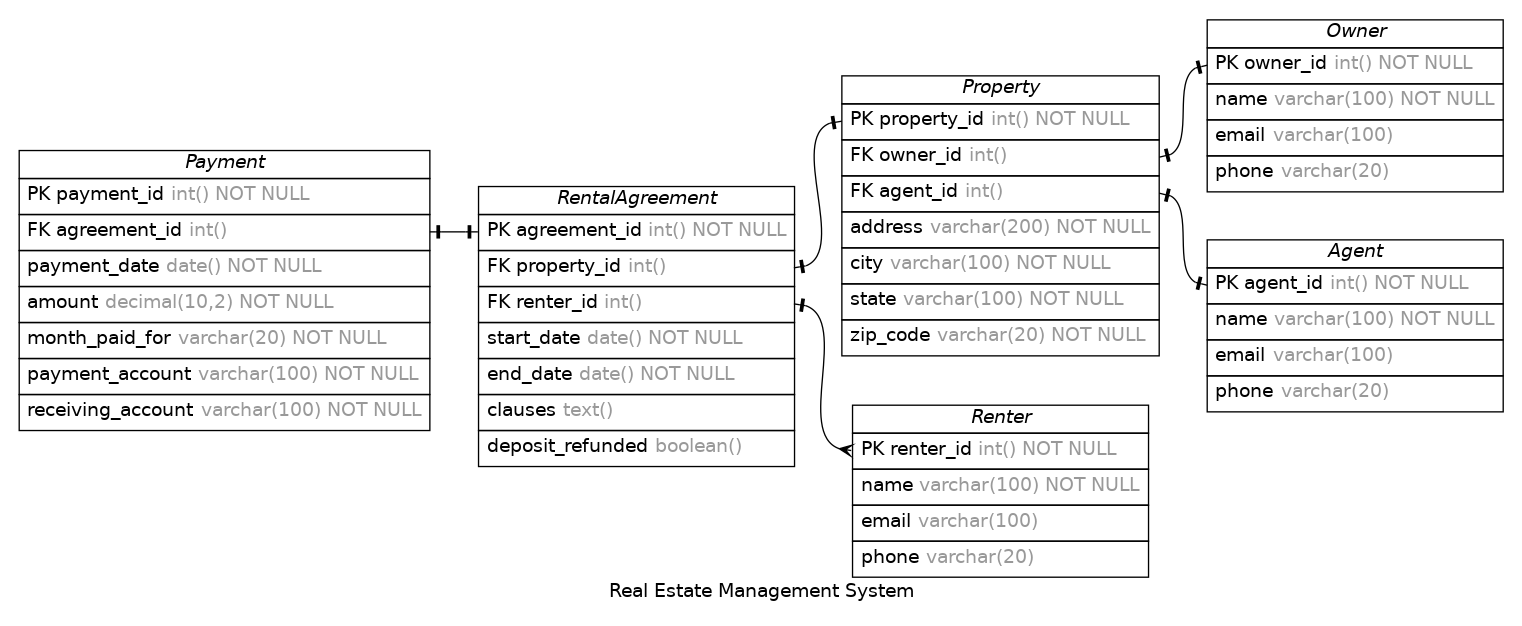 Payment
PK payment_id int() NOT NULL
FK agreement_id int()
payment_date date() NOT NULL
amount decimal(10,2) NOT NULL
month_paid_for varchar(20) NOT NULL
payment_account varchar(100) NOT NULL
receiving_account varchar(100) NOT NULL
RentalAgreement
PK agreement_id int() NOT NULL
FK property_id int()
FK renter_id int()
start_date date() NOT NULL
end_date date() NOT NULL
clauses text()
deposit_refunded boolean()
Property
PK property_id int() NOT NULL
FK owner_id int()
FK agent_id int()
address varchar(200) NOT NULL
city varchar(100) NOT NULL
state varchar(100) NOT NULL
zip_code varchar(20) NOT NULL
Renter
PK renter_id int() NOT NULL
name varchar(100) NOT NULL
email varchar(100)
phone varchar(20)
Owner
PK owner_id int() NOT NULL
name varchar(100) NOT NULL
email varchar(100)
phone varchar(20)
Agent
PK agent_id int() NOT NULL
name varchar(100) NOT NULL
email varchar(100)
phone varchar(20)
Real Estate Management System